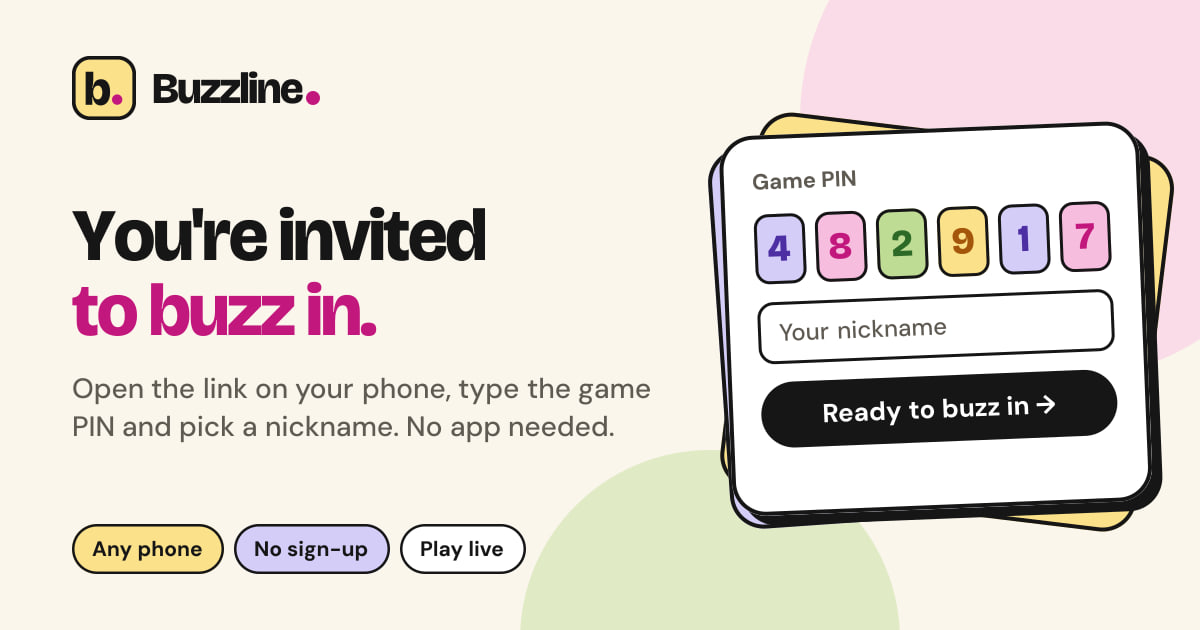 b.
Buzzline.
You're invited
to buzz in.
Open the link on your phone, type the game
PIN and pick a nickname. No app needed.
Any phone
No sign-up
Play live
Game PIN
4 8 2 9 1 7
Your nickname
Ready to buzz in →